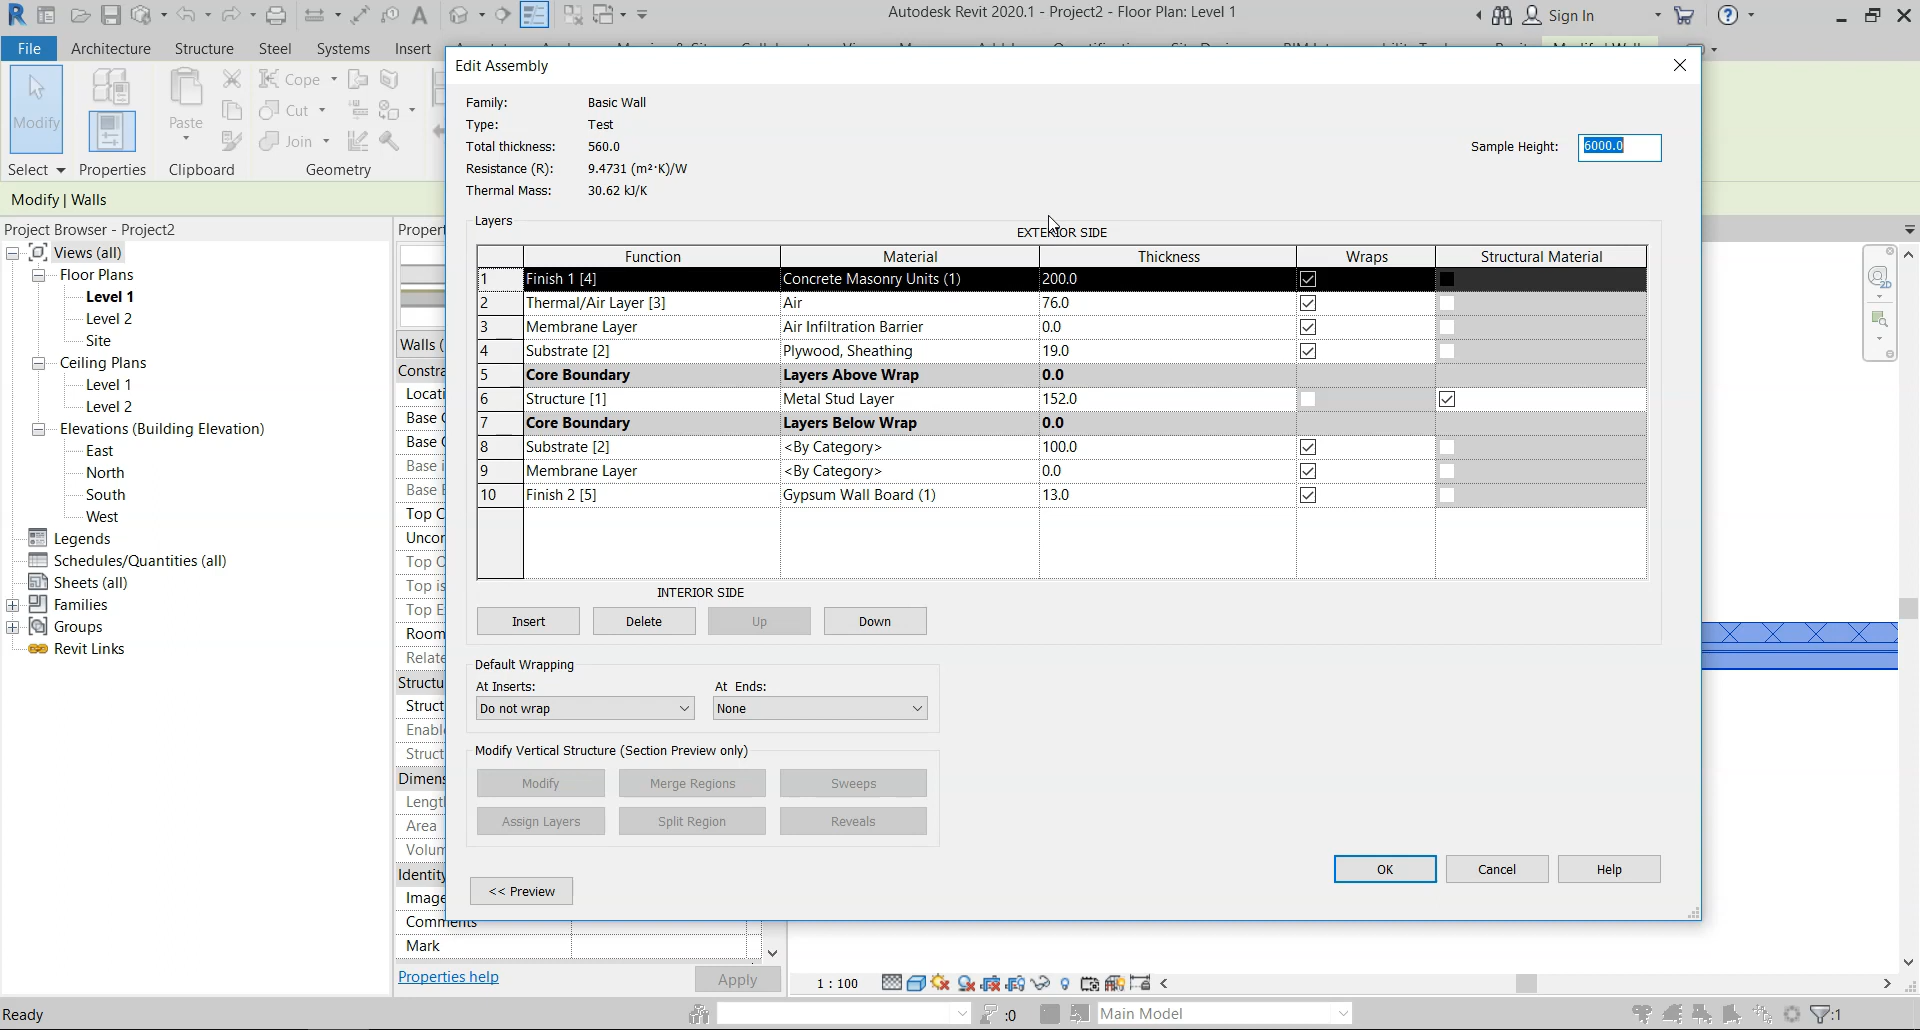 Autodesk Revit 2020.1 - Project2 - Floor Plan: Level 1
Sign In
File Architecture Structure Steel Systems Insert
Modify
Paste
Cope
Cut
Join
Select Properties Clipboard Geometry
Modify | Walls
Project Browser - Project2
Views (all)
Floor Plans
Level 1
Level 2
Site
Ceiling Plans
Level 1
Level 2
Elevations (Building Elevation)
East
North
South
West
Legends
Schedules/Quantities (all)
Sheets (all)
Families
Groups
Revit Links
Walls (
Base
Base
Top
Top
Room
Area
Comments
Mark
Properties help
Apply
Edit Assembly
Family: Basic Wall
Type: Test
Total thickness: 560.0
Resistance (R): 9.4731 (m²·K)/W
Thermal Mass: 30.62 kJ/K
Sample Height: 6000.0
Layers
EXTERIOR SIDE
Function Material Thickness Wraps Structural Material
1 Finish 1 [4] Concrete Masonry Units (1) 200.0
2 Thermal/Air Layer [3] Air 76.0
3 Membrane Layer Air Infiltration Barrier 0.0
4 Substrate [2] Plywood, Sheathing 19.0
5 Core Boundary Layers Above Wrap 0.0
6 Structure [1] Metal Stud Layer 152.0
7 Core Boundary Layers Below Wrap 0.0
8 Substrate [2] <By Category> 100.0
9 Membrane Layer <By Category> 0.0
10 Finish 2 [5] Gypsum Wall Board (1) 13.0
INTERIOR SIDE
Insert Delete Up Down
Default Wrapping
At Inserts: At Ends:
Do not wrap None
Modify Vertical Structure (Section Preview only)
Modify Merge Regions Sweeps
Assign Layers Split Region Reveals
<< Preview
OK Cancel Help
1 : 100
Ready
:0
Main Model
:1